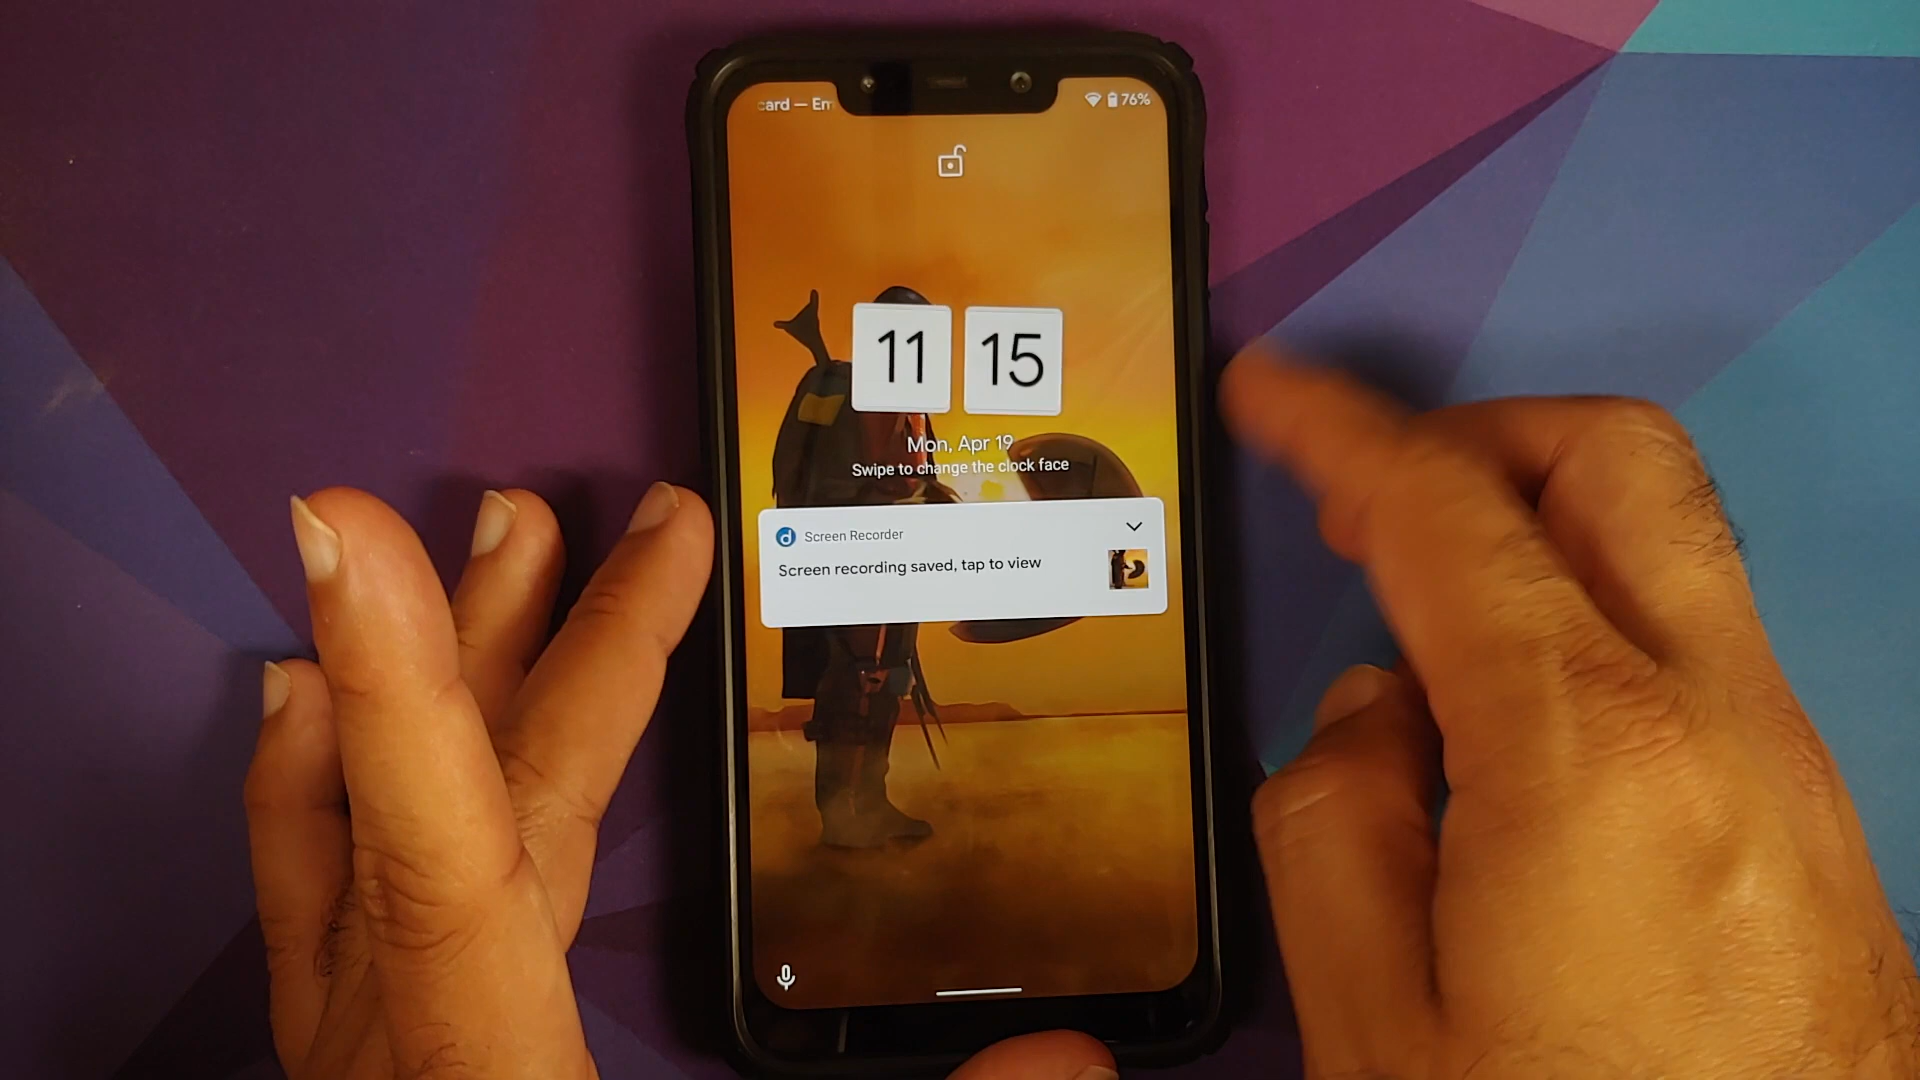 card — Em
76%
11 15
Mon, Apr 19
Swipe to change the clock face
Screen Recorder
Screen recording saved, tap to view